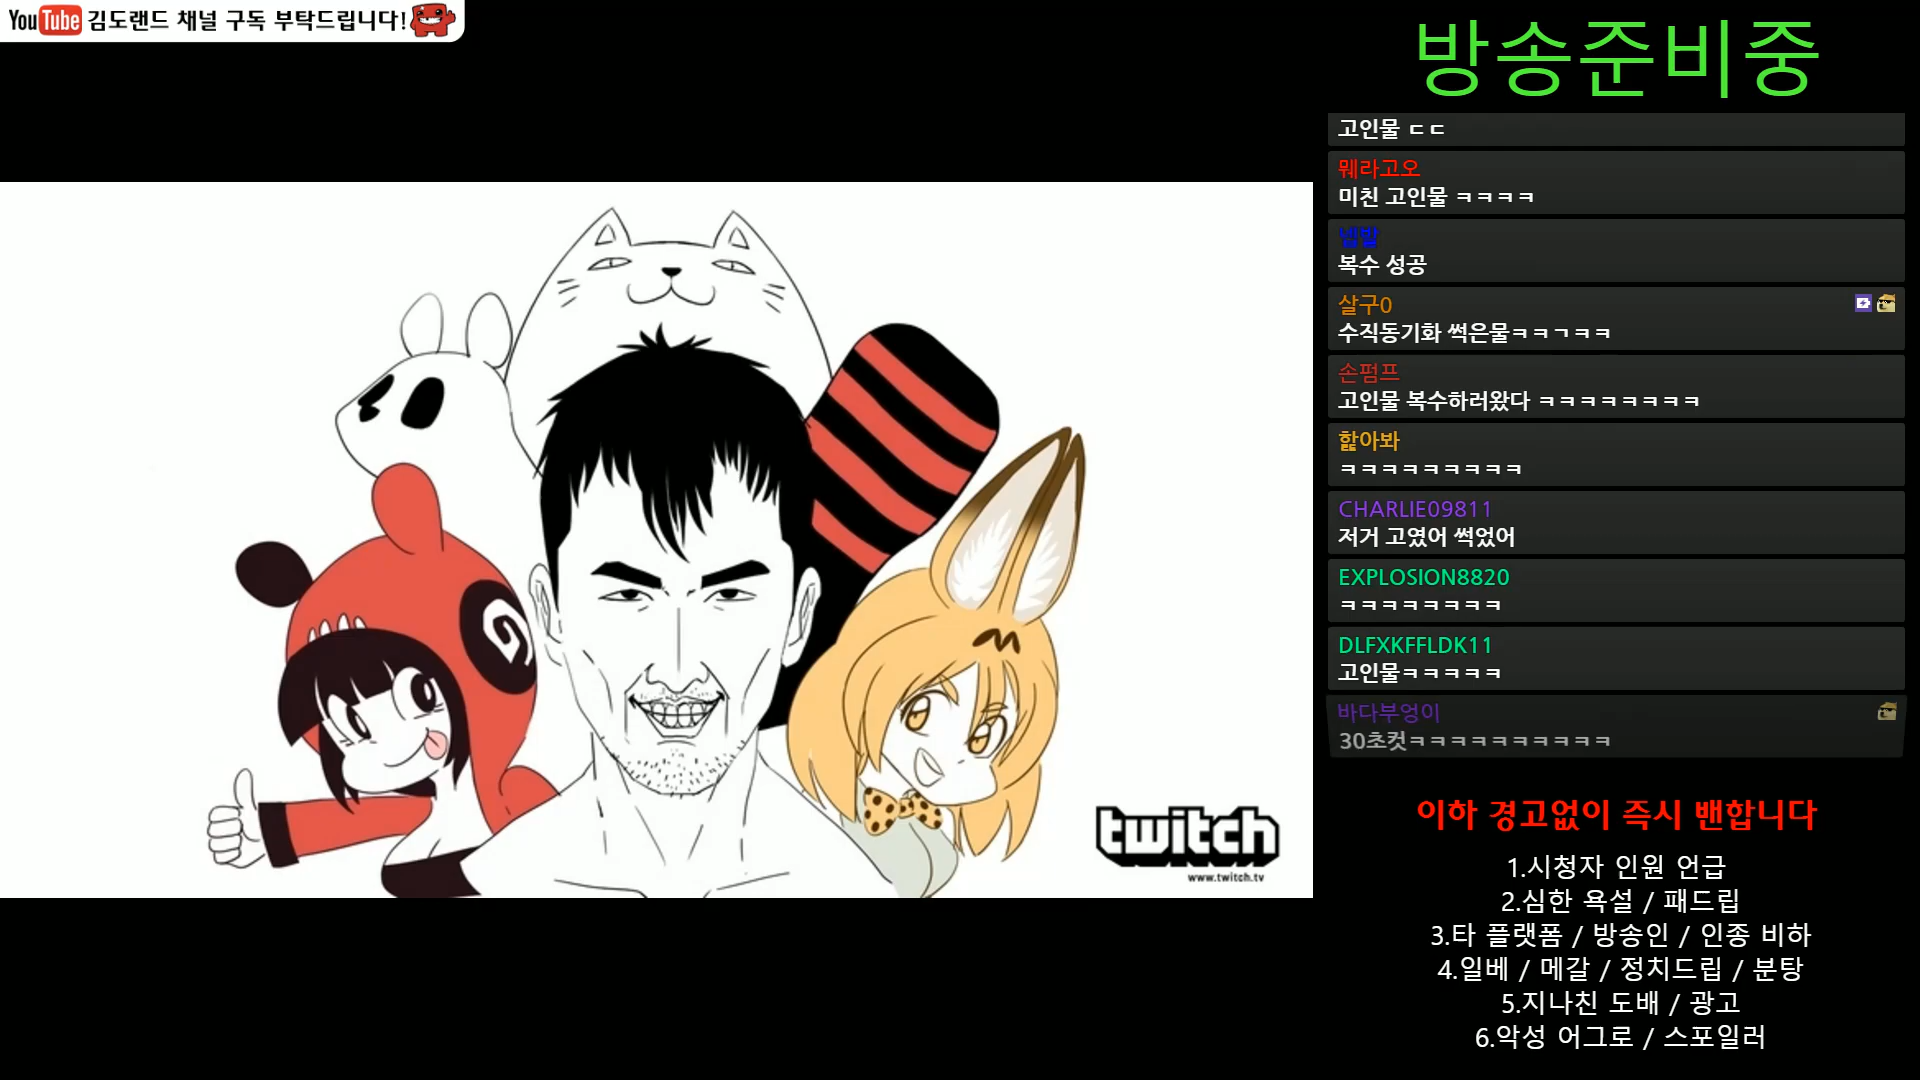 YouTube 김도랜드 채널 구독 부탁드립니다!
twitch
www.twitch.tv
방송준비중
고인물 ㄷㄷ
뭬라고오
미친 고인물 ㅋㅋㅋㅋ
넵발
복수 성공
살구0
수직동기화 썩은물ㅋㅋㄱㅋㅋ
손펌프
고인물 복수하러왔다 ㅋㅋㅋㅋㅋㅋㅋㅋ
핥아봐
ㅋㅋㅋㅋㅋㅋㅋㅋㅋ
CHARLIE09811
저거 고였어 썩었어
EXPLOSION8820
ㅋㅋㅋㅋㅋㅋㅋㅋ
DLFXKFFLDK11
고인물ㅋㅋㅋㅋㅋ
바다부엉이
30초컷ㅋㅋㅋㅋㅋㅋㅋㅋㅋㅋ
이하 경고없이 즉시 밴합니다
1.시청자 인원 언급
2.심한 욕설 / 패드립
3.타 플랫폼 / 방송인 / 인종 비하
4.일베 / 메갈 / 정치드립 / 분탕
5.지나친 도배 / 광고
6.악성 어그로 / 스포일러